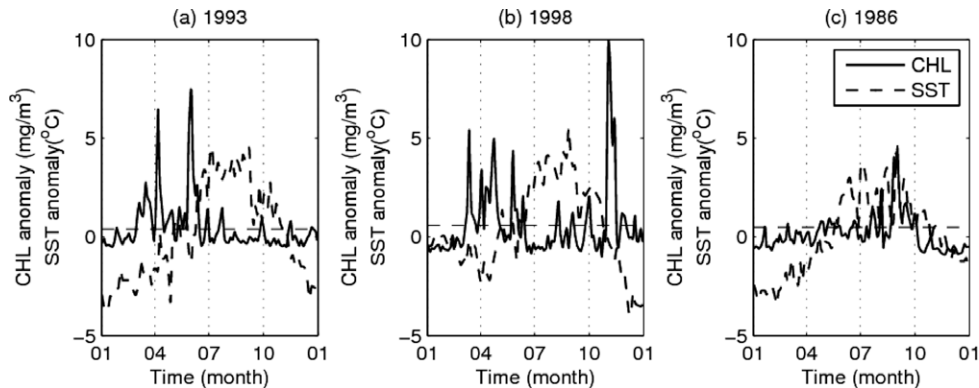 (a) 1993
(b) 1998
(c) 1986
CHL anomaly (mg/m³)
SST anomaly(°C)
10
5
0
−5
01 04 07 10 01
Time (month)
CHL anomaly (mg/m³)
SST anomaly(°C)
10
5
0
−5
01 04 07 10 01
Time (month)
CHL anomaly (mg/m³)
SST anomaly(°C)
10
5
0
−5
01 04 07 10 01
Time (month)
CHL
SST